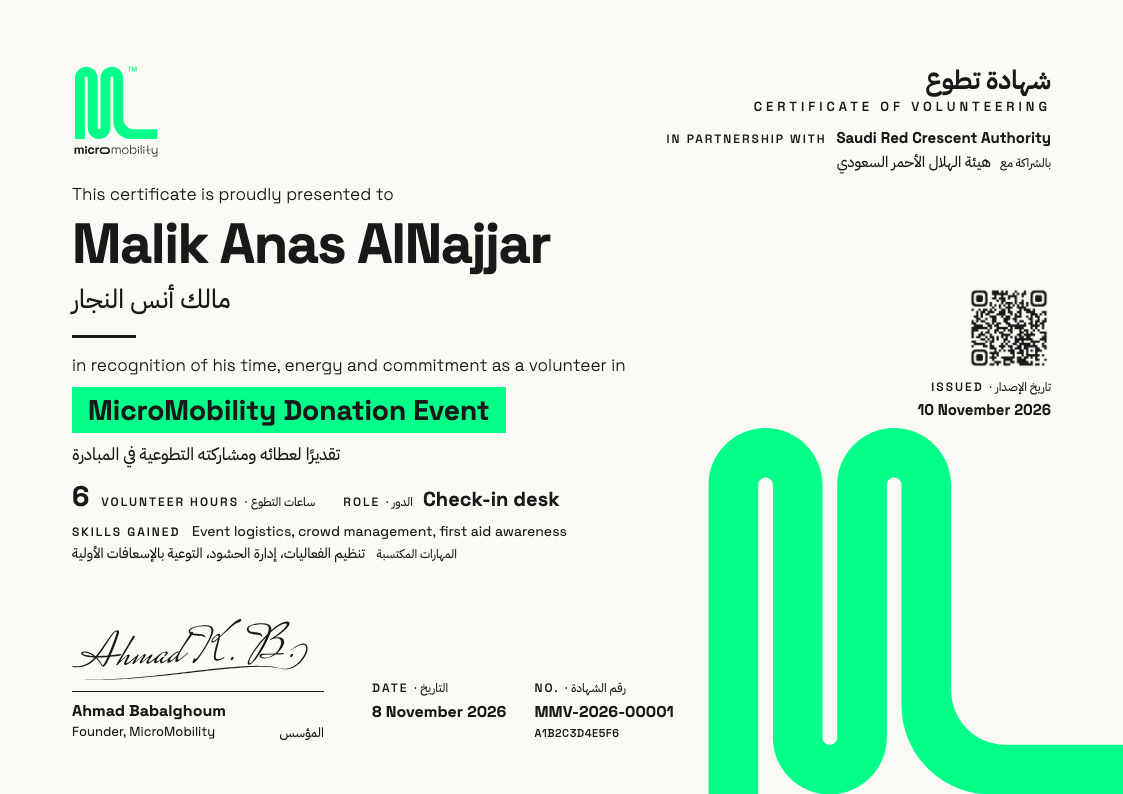 TM
micromobility
شهادة تطوع
CERTIFICATE OF VOLUNTEERING
IN PARTNERSHIP WITH Saudi Red Crescent Authority
بالشراكة مع هيئة الهلال الأحمر السعودي
This certificate is proudly presented to
Malik Anas AlNajjar
مالك أنس النجار
in recognition of his time, energy and commitment as a volunteer in
MicroMobility Donation Event
تقديرًا لعطائه ومشاركته التطوعية في المبادرة
6 VOLUNTEER HOURS · ساعات التطوع ROLE · الدور Check-in desk
SKILLS GAINED Event logistics, crowd management, first aid awareness
المهارات المكتسبة تنظيم الفعاليات، إدارة الحشود، التوعية بالإسعافات الأولية
ISSUED · تاريخ الإصدار
10 November 2026
Ahmad K. B.
Ahmad Babalghoum
Founder, MicroMobility المؤسس
DATE · التاريخ
8 November 2026
NO. · رقم الشهادة
MMV-2026-00001
A1B2C3D4E5F6